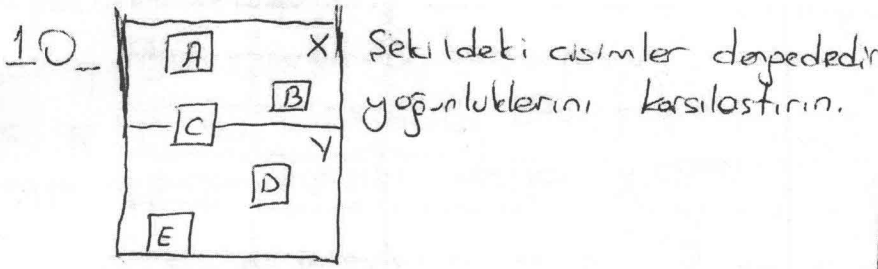 10_
A
X
B
C
Y
D
E
Şekildeki cisimler dengededir
yoğunluklarını karşılaştırın.